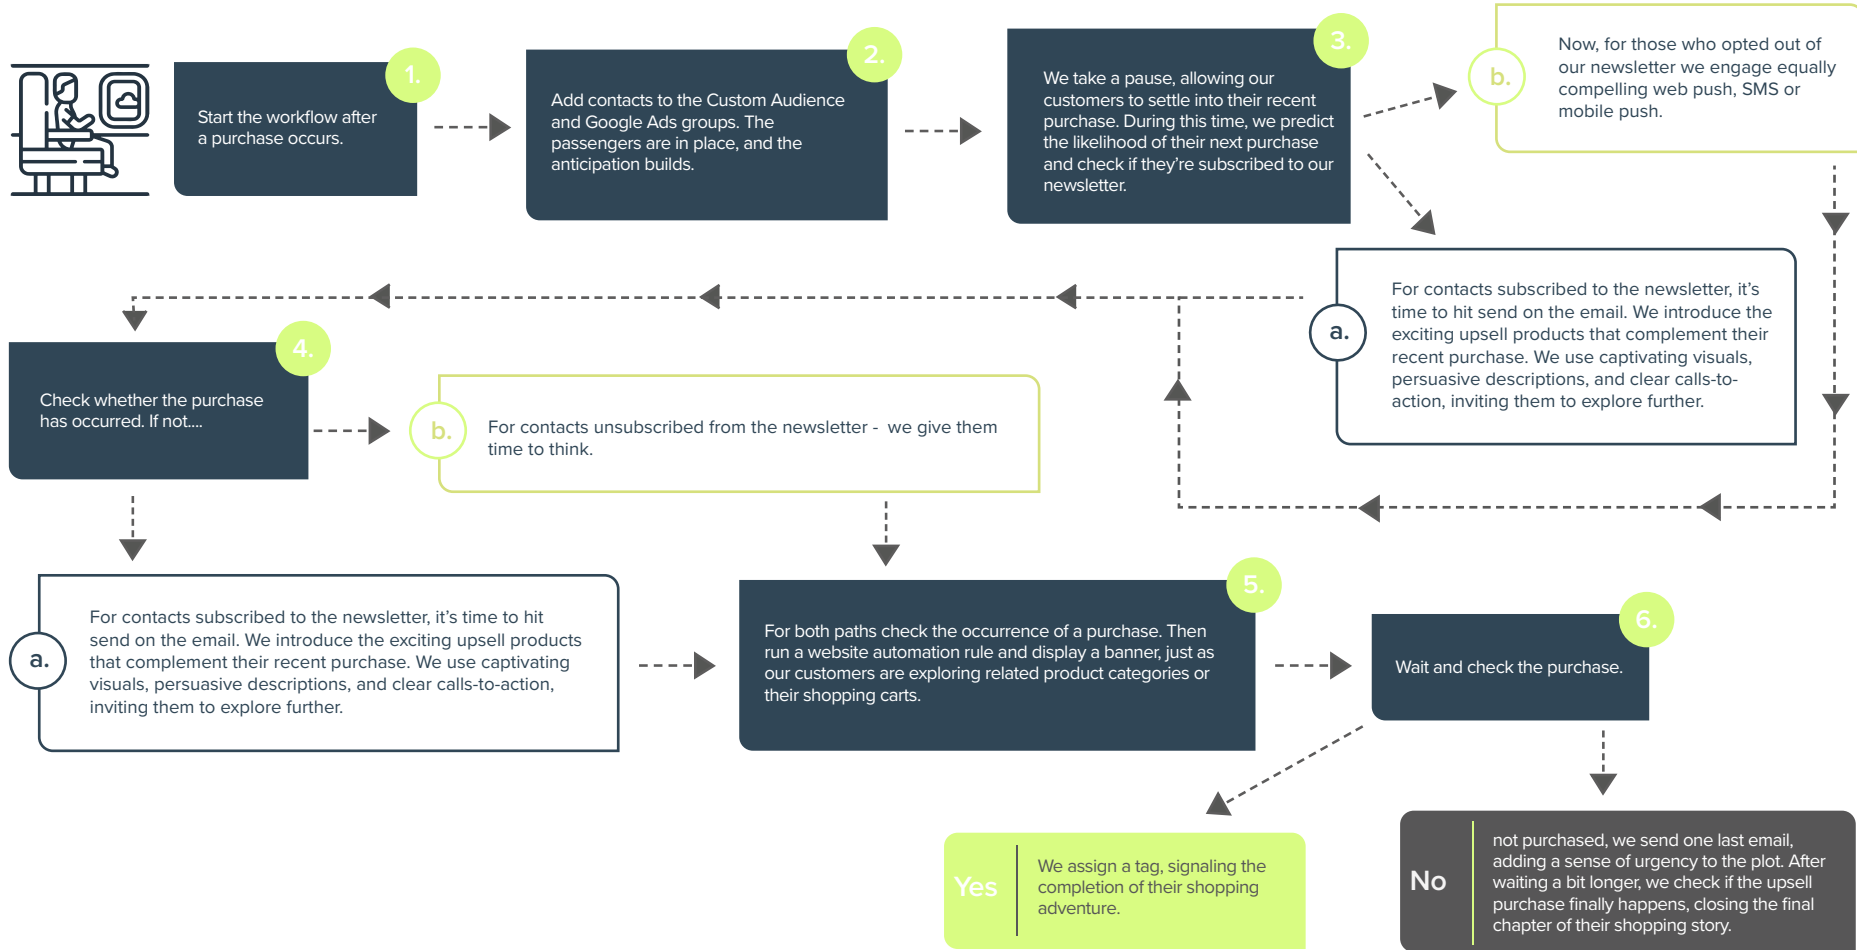 1.
Start the workflow after
a purchase occurs.
2.
Add contacts to the Custom Audience
and Google Ads groups. The
passengers are in place, and the
anticipation builds.
3.
We take a pause, allowing our
customers to settle into their recent
purchase. During this time, we predict
the likelihood of their next purchase
and check if they're subscribed to our
newsletter.
b.
Now, for those who opted out of
our newsletter we engage equally
compelling web push, SMS or
mobile push.
a.
For contacts subscribed to the newsletter, it's
time to hit send on the email. We introduce the
exciting upsell products that complement their
recent purchase. We use captivating visuals,
persuasive descriptions, and clear calls-to-
action, inviting them to explore further.
4.
Check whether the purchase
has occurred. If not....
b.
For contacts unsubscribed from the newsletter -  we give them
time to think.
a.
For contacts subscribed to the newsletter, it's time to hit
send on the email. We introduce the exciting upsell products
that complement their recent purchase. We use captivating
visuals, persuasive descriptions, and clear calls-to-action,
inviting them to explore further.
5.
For both paths check the occurrence of a purchase. Then
run a website automation rule and display a banner, just as
our customers are exploring related product categories or
their shopping carts.
6.
Wait and check the purchase.
Yes
We assign a tag, signaling the
completion of their shopping
adventure.
No
not purchased, we send one last email,
adding a sense of urgency to the plot. After
waiting a bit longer, we check if the upsell
purchase finally happens, closing the final
chapter of their shopping story.